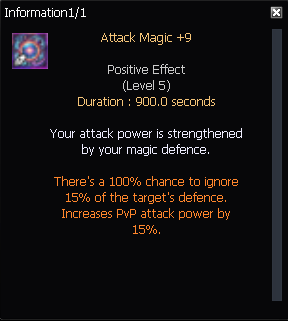 Information1/1
Attack Magic +9
Positive Effect
(Level 5)
Duration : 900.0 seconds
Your attack power is strengthened
by your magic defence.
There's a 100% chance to ignore
15% of the target's defence.
Increases PvP attack power by
15%.